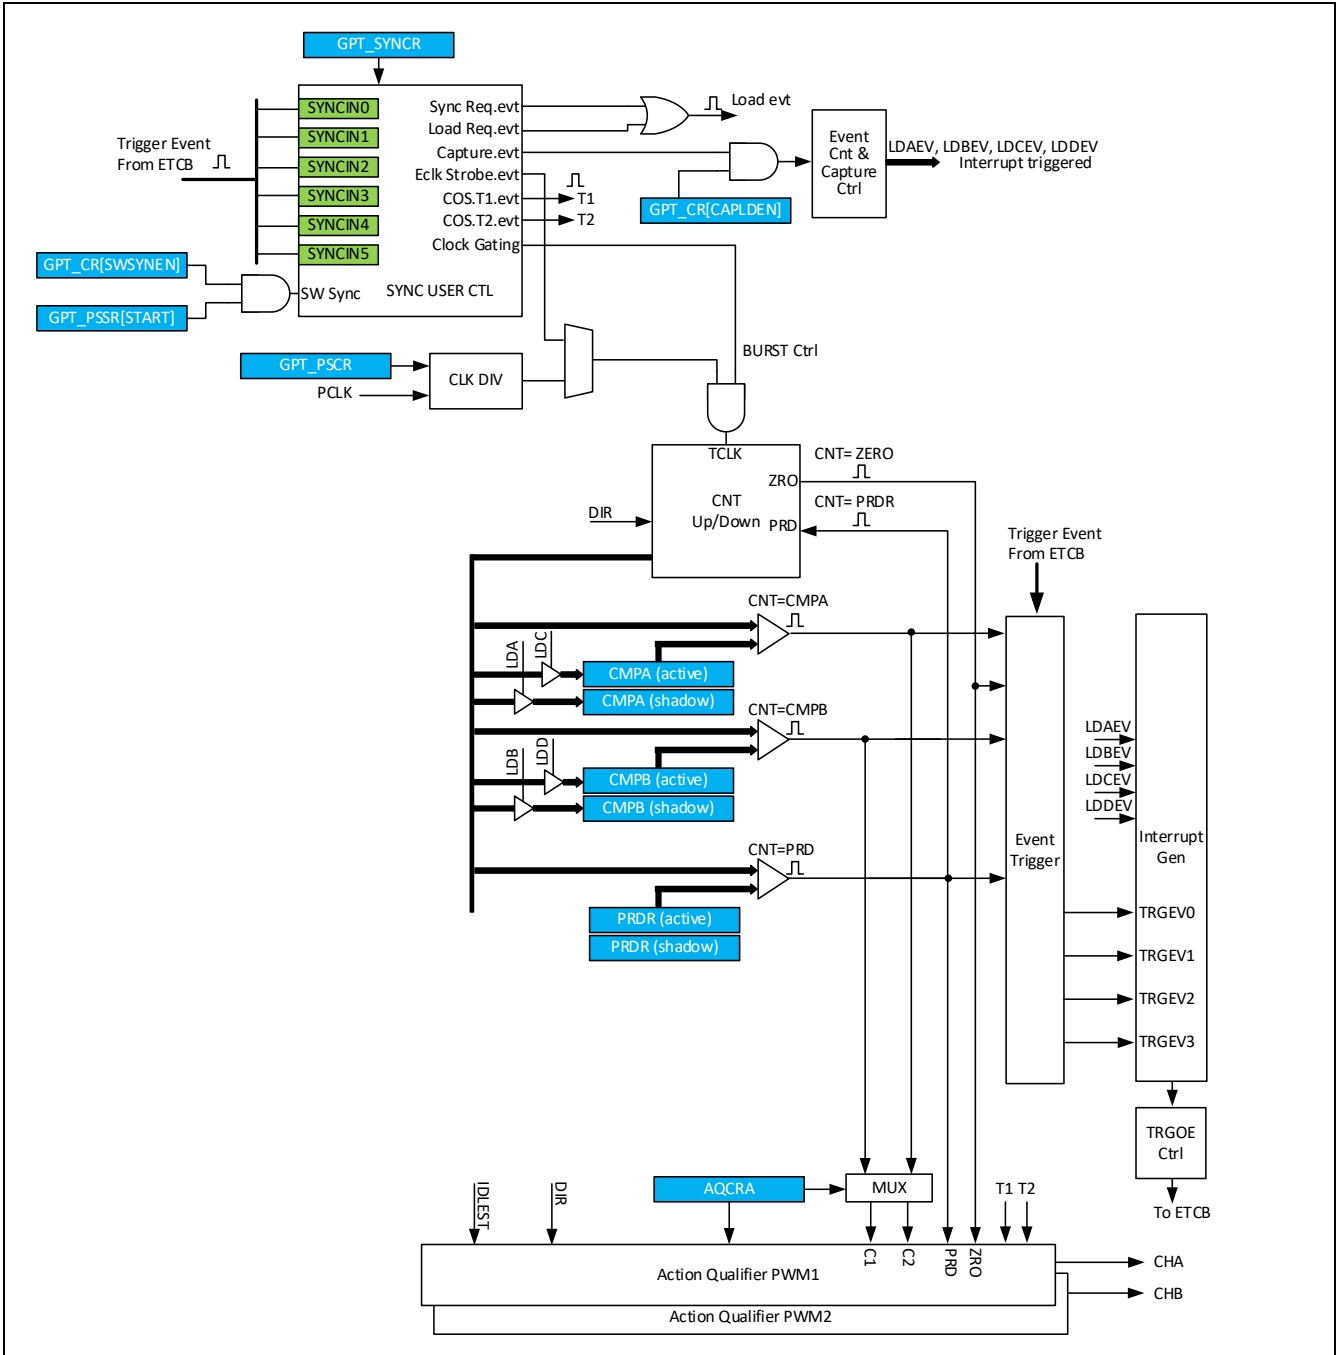 GPT_SYNCR
SYNCIN0
SYNCIN1
SYNCIN2
SYNCIN3
SYNCIN4
SYNCIN5
Trigger Event
From ETCB
Sync Req.evt
Load Req.evt
Capture.evt
Eclk Strobe.evt
COS.T1.evt
COS.T2.evt
Clock Gating
SW Sync
SYNC USER CTL
Load evt
T1
T2
GPT_CR[CAPLDEN]
Event
Cnt &
Capture
Ctrl
LDAEV, LDBEV, LDCEV, LDDEV
Interrupt triggered
GPT_CR[SWSYNEN]
GPT_PSSR[START]
GPT_PSCR
PCLK
CLK DIV
BURST Ctrl
TCLK
ZRO
CNT
Up/Down
PRD
DIR
CNT= ZERO
CNT= PRDR
Trigger Event
From ETCB
CNT=CMPA
LDA
LDC
CMPA (active)
CMPA (shadow)
CNT=CMPB
LDB
LDD
CMPB (active)
CMPB (shadow)
CNT=PRD
PRDR (active)
PRDR (shadow)
Event
Trigger
LDAEV
LDBEV
LDCEV
LDDEV
Interrupt
Gen
TRGEV0
TRGEV1
TRGEV2
TRGEV3
TRGOE
Ctrl
To ETCB
IDLEST
DIR
AQCRA
MUX
T1 T2
C1
C2
PRD
ZRO
Action Qualifier PWM1
Action Qualifier PWM2
CHA
CHB